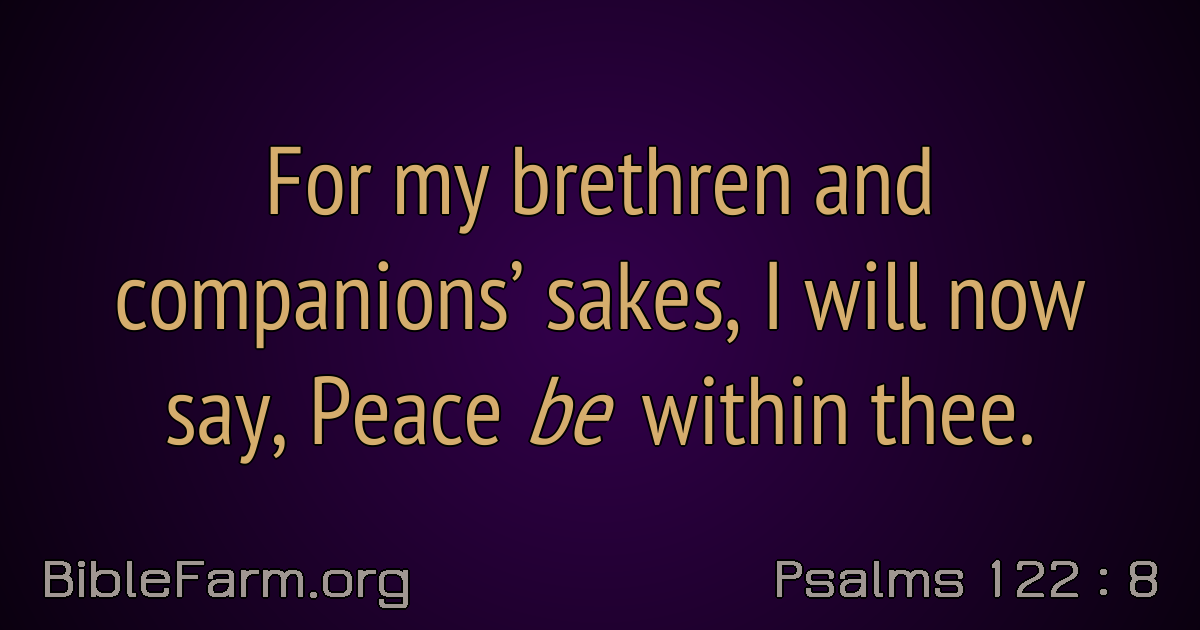 For my brethren and
companions’ sakes, I will now
say, Peace be within thee.
BibleFarm.org
Psalms 122 : 8